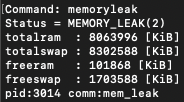 Command: memoryleak
Status = MEMORY_LEAK(2)
totalram  : 8063996 [KiB]
totalswap : 8302588 [KiB]
freeram   : 101868 [KiB]
freeswap  : 1703588 [KiB]
pid:3014 comm:mem_leak